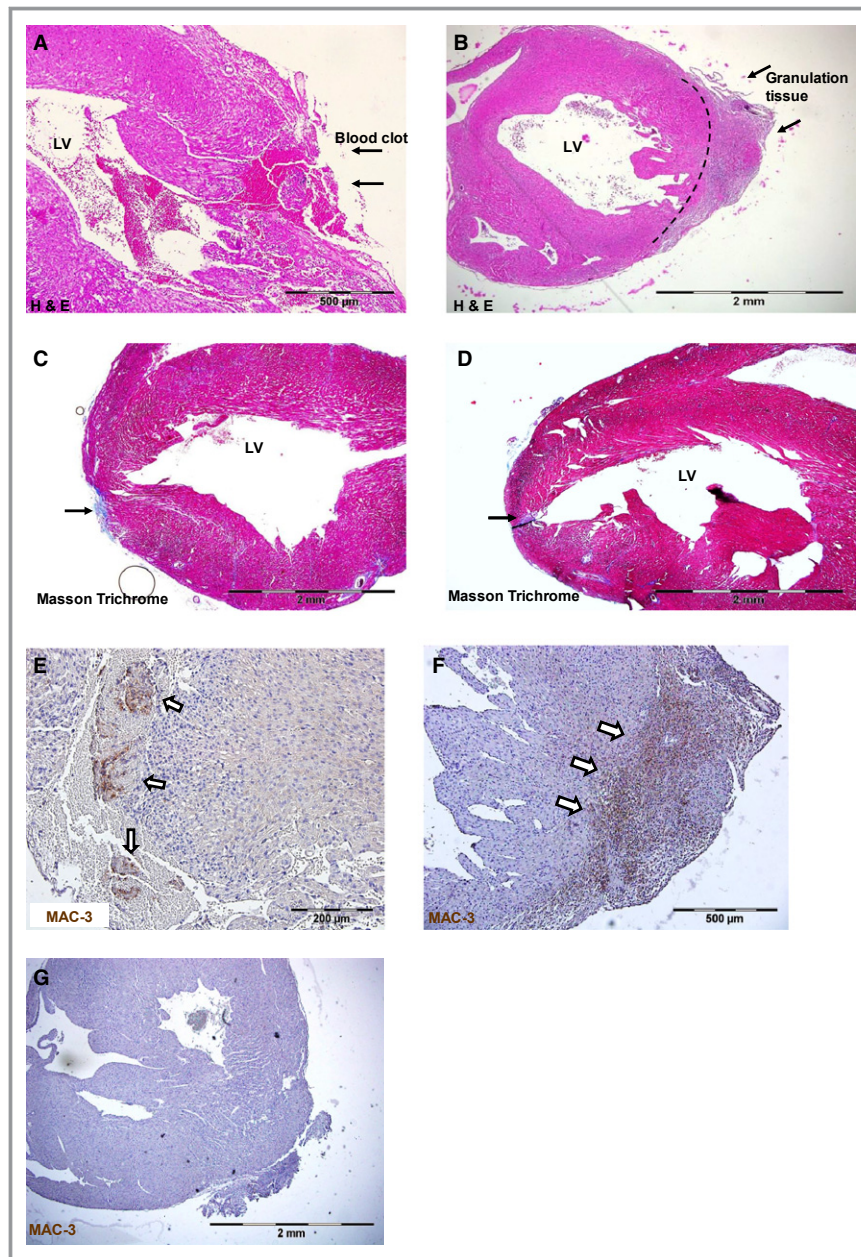 A
LV
Blood clot
H & E
500 µm
B
Granulation
tissue
LV
H & E
2 mm
C
LV
Masson Trichrome
2 mm
D
LV
Masson Trichrome
2 mm
E
MAC-3
200 µm
F
MAC-3
500 µm
G
MAC-3
2 mm